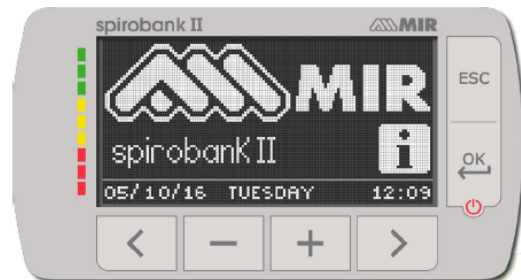 spirobank II MIR
ESC
MIR
spirobanK II
i
OK
05/10/16 TUESDAY 12:09
< − + >